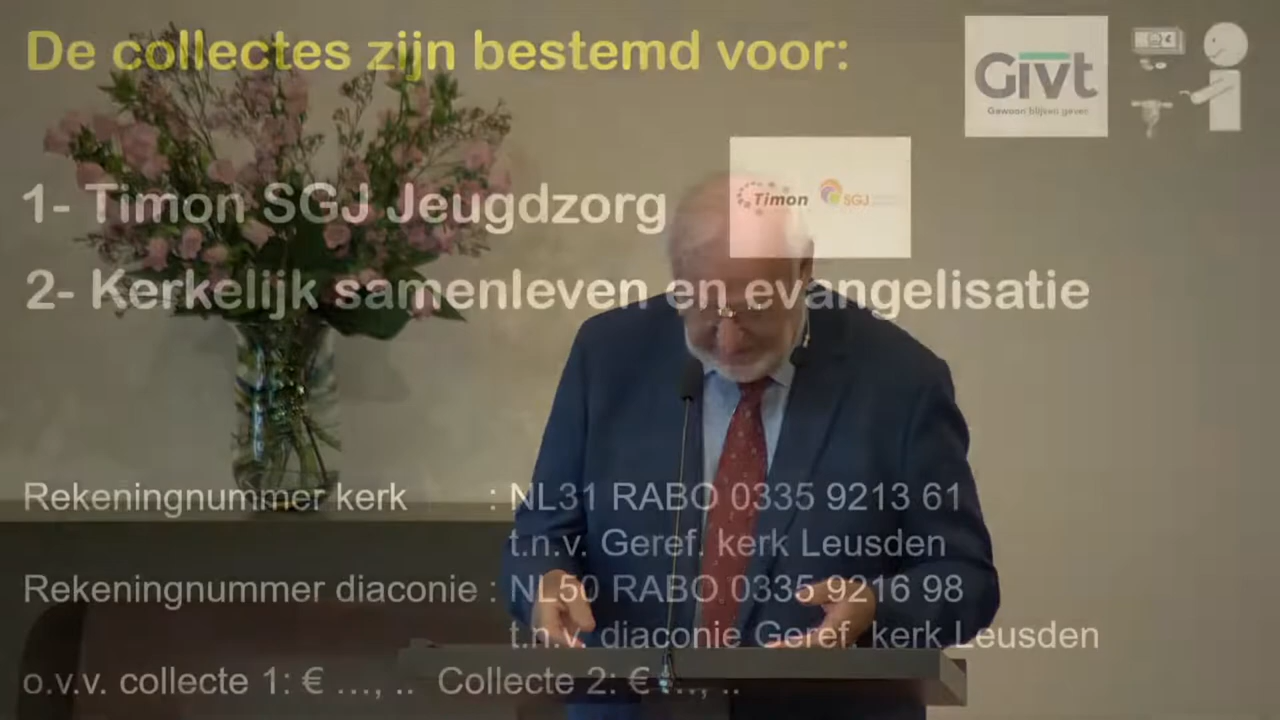 De collectes zijn bestemd voor:
Givt
Gewoon blijven geven
1- Timon SGJ Jeugdzorg
Timon SGJ
2- Kerkelijk samenleven en evangelisatie
Rekeningnummer kerk : NL31 RABO 0335 9213 61
t.n.v. Geref. kerk Leusden
Rekeningnummer diaconie : NL50 RABO 0335 9216 98
t.n.v. diaconie Geref. kerk Leusden
o.v.v. collecte 1: € ..., .. Collecte 2: € ..., ..